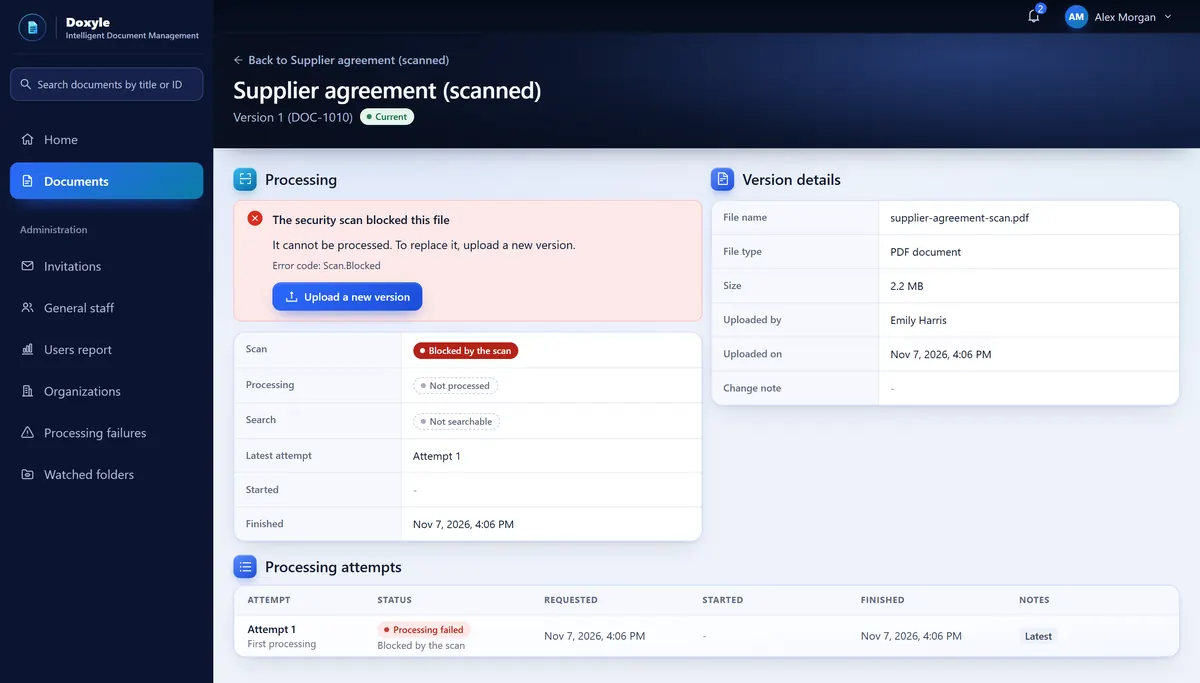 Doxyle
Intelligent Document Management
Search documents by title or ID
Home
Documents
Administration
Invitations
General staff
Users report
Organizations
Processing failures
Watched folders
2
AM Alex Morgan
Back to Supplier agreement (scanned)
Supplier agreement (scanned)
Version 1 (DOC-1010) Current
Processing
The security scan blocked this file
It cannot be processed. To replace it, upload a new version.
Error code: Scan.Blocked
Upload a new version
Scan Blocked by the scan
Processing Not processed
Search Not searchable
Latest attempt Attempt 1
Started -
Finished Nov 7, 2026, 4:06 PM
Version details
File name supplier-agreement-scan.pdf
File type PDF document
Size 2.2 MB
Uploaded by Emily Harris
Uploaded on Nov 7, 2026, 4:06 PM
Change note -
Processing attempts
ATTEMPT STATUS REQUESTED STARTED FINISHED NOTES
Attempt 1 Processing failed Nov 7, 2026, 4:06 PM - Nov 7, 2026, 4:06 PM Latest
First processing Blocked by the scan